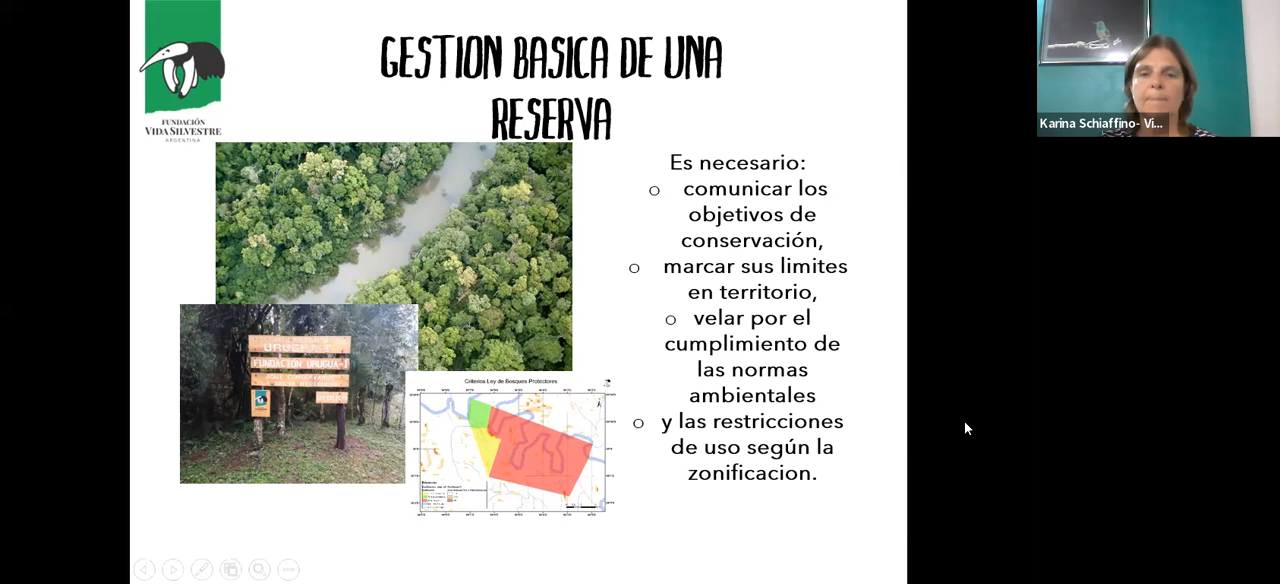 GESTION BASICA DE UNA
RESERVA
FUNDACIÓN
VIDA SILVESTRE
ARGENTINA
Karina Schiaffino- Vi...
Es necesario:
o comunicar los
objetivos de
conservación,
o marcar sus limites
en territorio,
o velar por el
cumplimiento de
las normas
ambientales
o y las restricciones
de uso según la
zonificacion.
FUNDACION URUGUA-I
Criterios Ley de Bosques Protectores